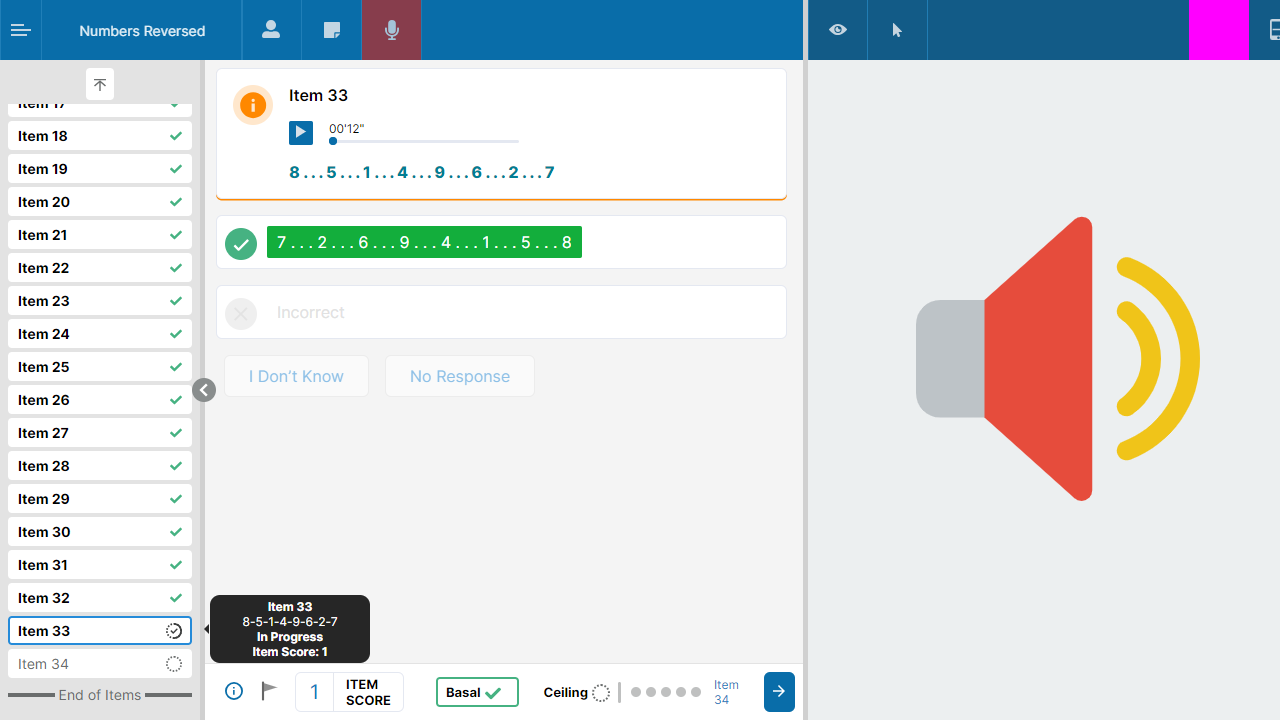 Numbers Reversed
Item 17
Item 18
Item 19
Item 20
Item 21
Item 22
Item 23
Item 24
Item 25
Item 26
Item 27
Item 28
Item 29
Item 30
Item 31
Item 32
Item 33
Item 34
End of Items
Item 33
00'12"
8...5...1...4...9...6...2...7
7...2...6...9...4...1...5...8
Incorrect
I Don't Know
No Response
Item 33
8-5-1-4-9-6-2-7
In Progress
Item Score: 1
1
ITEM
SCORE
Basal
Ceiling
Item
34